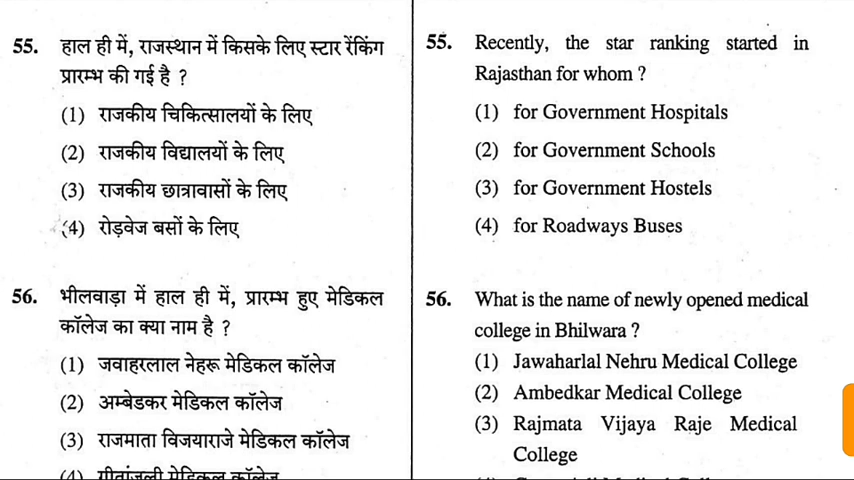 55. हाल ही में, राजस्थान में किसके लिए स्टार रेंकिंग
प्रारम्भ की गई है ?
(1) राजकीय चिकित्सालयों के लिए
(2) राजकीय विद्यालयों के लिए
(3) राजकीय छात्रावासों के लिए
(4) रोड़वेज बसों के लिए
56. भीलवाड़ा में हाल ही में, प्रारम्भ हुए मेडिकल
कॉलेज का क्या नाम है ?
(1) जवाहरलाल नेहरू मेडिकल कॉलेज
(2) अम्बेडकर मेडिकल कॉलेज
(3) राजमाता विजयाराजे मेडिकल कॉलेज
(4) गीतांजली मेडिकल कॉलेज
55. Recently, the star ranking started in
Rajasthan for whom ?
(1) for Government Hospitals
(2) for Government Schools
(3) for Government Hostels
(4) for Roadways Buses
56. What is the name of newly opened medical
college in Bhilwara ?
(1) Jawaharlal Nehru Medical College
(2) Ambedkar Medical College
(3) Rajmata Vijaya Raje Medical
College